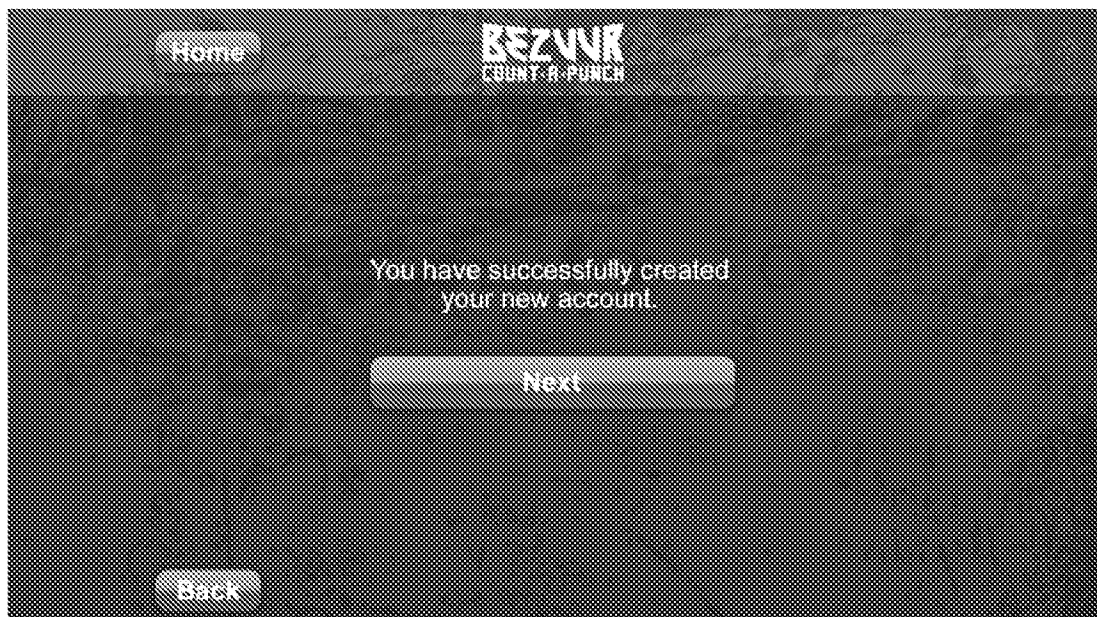 Home
BEZVVR
COUNT·A·PUNCH
You have successfully created
your new account.
Next
Back